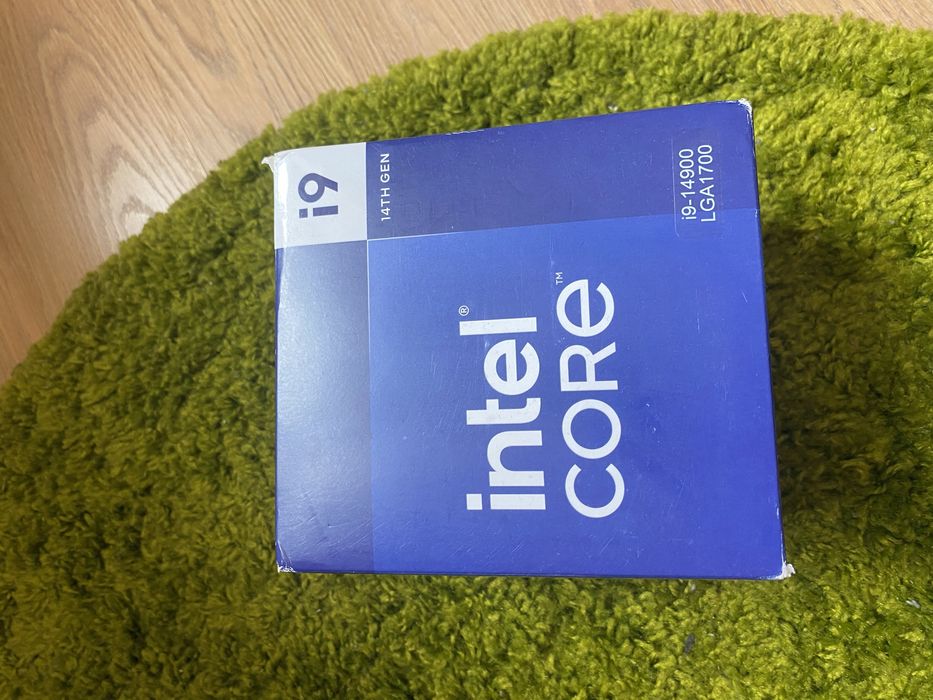 i9
14TH GEN
intel®
CORE™
i9-14900
LGA1700